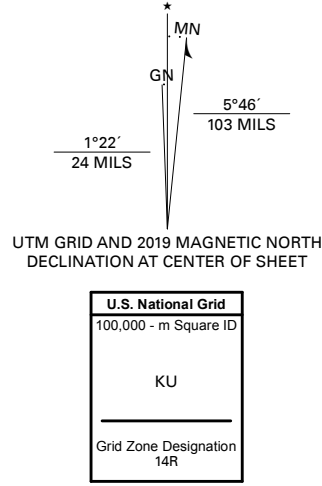 ★
MN
GN
5°46´
103 MILS
1°22´
24 MILS
UTM GRID AND 2019 MAGNETIC NORTH
DECLINATION AT CENTER OF SHEET
U.S. National Grid
100,000 - m Square ID
KU
Grid Zone Designation
14R